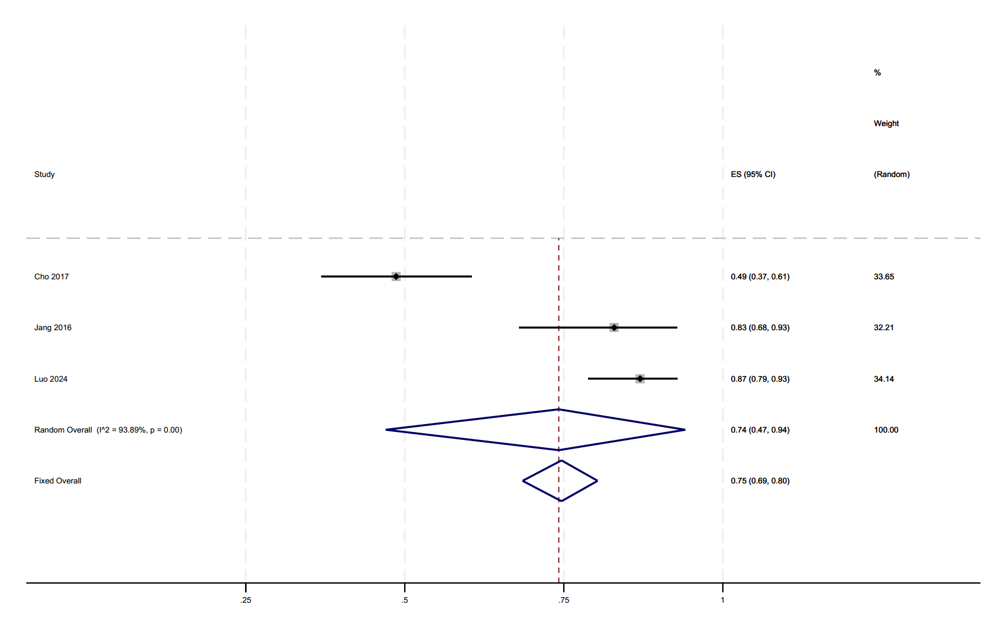 %
Weight
Study ES (95% CI) (Random)
Cho 2017 0.49 (0.37, 0.61) 33.65
Jang 2016 0.83 (0.68, 0.93) 32.21
Luo 2024 0.87 (0.79, 0.93) 34.14
Random Overall (I^2 = 93.89%, p = 0.00) 0.74 (0.47, 0.94) 100.00
Fixed Overall 0.75 (0.69, 0.80)
.25 .5 .75 1